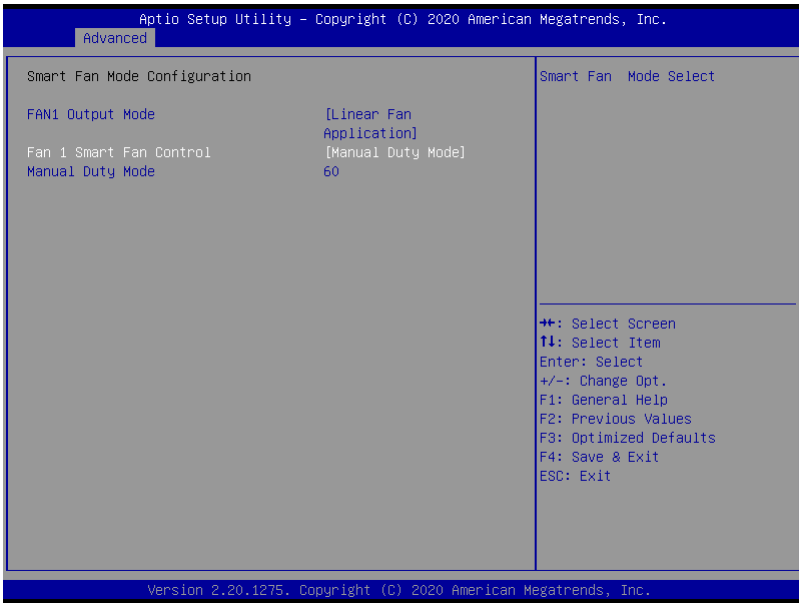 Aptio Setup Utility – Copyright (C) 2020 American Megatrends, Inc.
Advanced
Smart Fan Mode Configuration
FAN1 Output Mode [Linear Fan
Application]
Fan 1 Smart Fan Control [Manual Duty Mode]
Manual Duty Mode 60
Smart Fan Mode Select
→←: Select Screen
↑↓: Select Item
Enter: Select
+/-: Change Opt.
F1: General Help
F2: Previous Values
F3: Optimized Defaults
F4: Save & Exit
ESC: Exit
Version 2.20.1275. Copyright (C) 2020 American Megatrends, Inc.